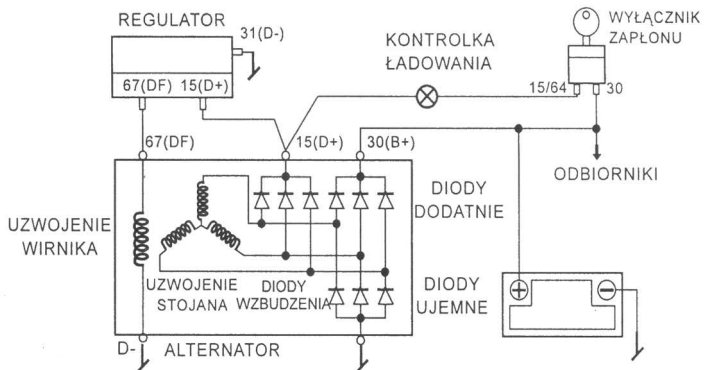 REGULATOR
31(D-)
67(DF)
15(D+)
KONTROLKA
ŁADOWANIA
WYŁĄCZNIK
ZAPŁONU
15/64
30
67(DF)
15(D+)
30(B+)
ODBIORNIKI
DIODY
DODATNIE
UZWOJENIE
WIRNIKA
UZWOJENIE
STOJANA
DIODY
WZBUDZENIA
DIODY
UJEMNE
D-
ALTERNATOR